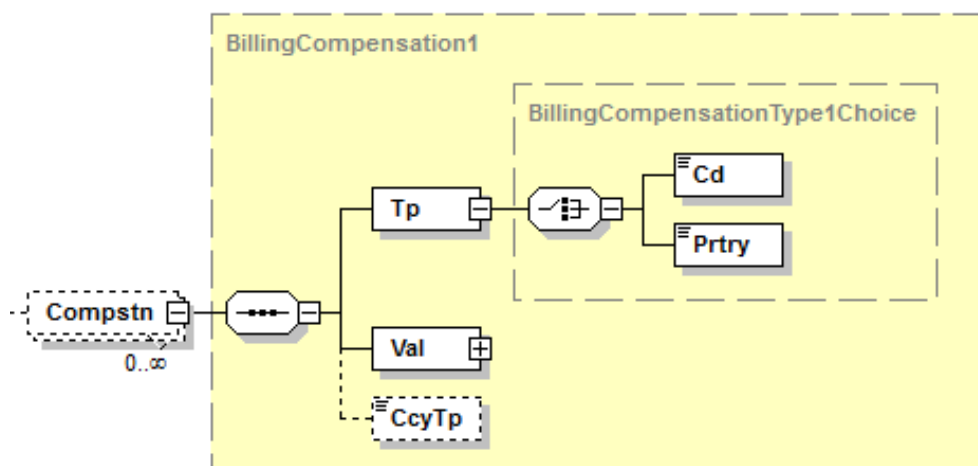 BillingCompensation1
BillingCompensationType1Choice
Cd
Tp
Prtry
Compstn
0..∞
Val
CcyTp